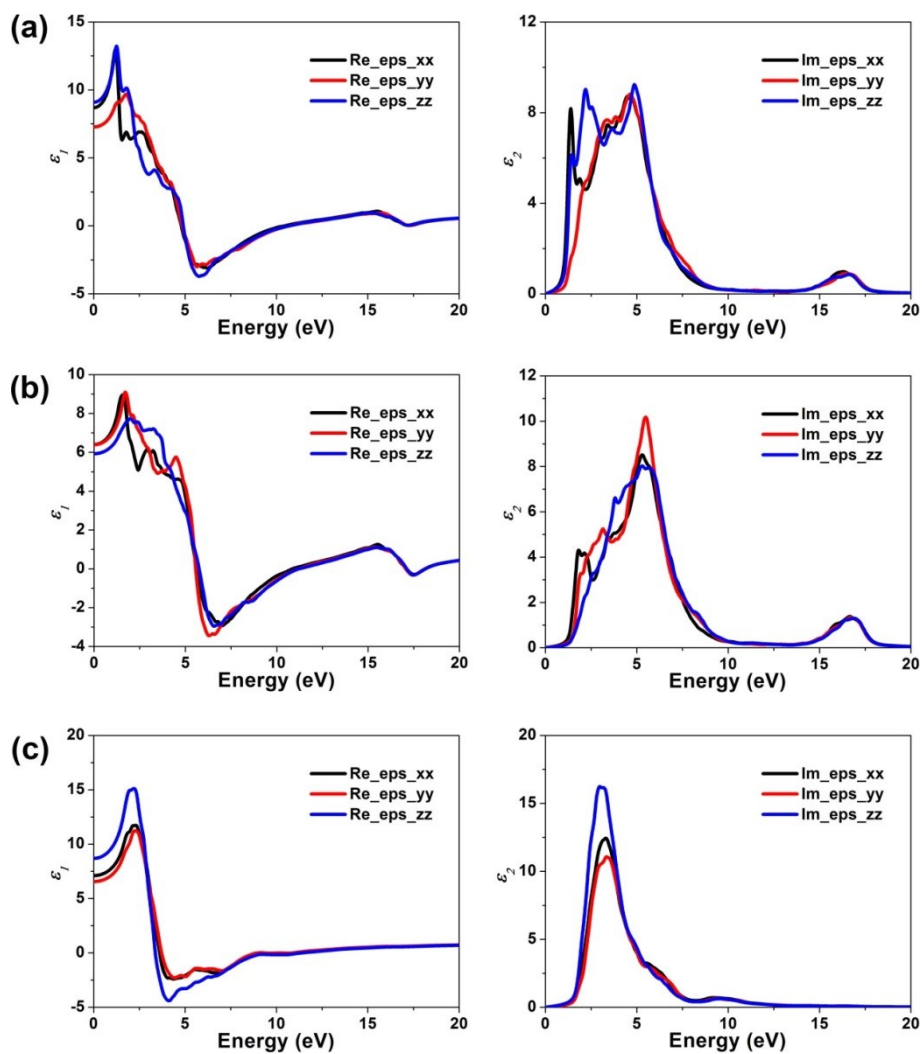 (a)
15
10
5
0
-5
ε1
Re_eps_xx
Re_eps_yy
Re_eps_zz
0 5 10 15 20
Energy (eV)
12
8
4
0
ε2
Im_eps_xx
Im_eps_yy
Im_eps_zz
0 5 10 15 20
Energy (eV)
(b)
10
8
6
4
2
0
-2
-4
ε1
Re_eps_xx
Re_eps_yy
Re_eps_zz
0 5 10 15 20
Energy (eV)
12
10
8
6
4
2
0
ε2
Im_eps_xx
Im_eps_yy
Im_eps_zz
0 5 10 15 20
Energy (eV)
(c)
20
15
10
5
0
-5
ε1
Re_eps_xx
Re_eps_yy
Re_eps_zz
0 5 10 15 20
Energy (eV)
20
15
10
5
0
ε2
Im_eps_xx
Im_eps_yy
Im_eps_zz
0 5 10 15 20
Energy (eV)